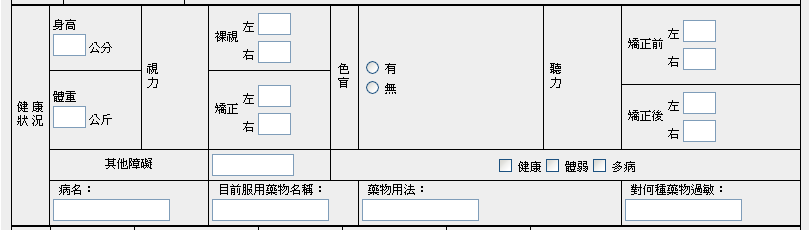 健康狀況
身高
公分
體重
公斤
視力
裸視
左
右
矯正
左
右
色盲
有
無
聽力
矯正前
左
右
矯正後
左
右
其他障礙
健康 體弱 多病
病名：
目前服用藥物名稱：
藥物用法：
對何種藥物過敏：